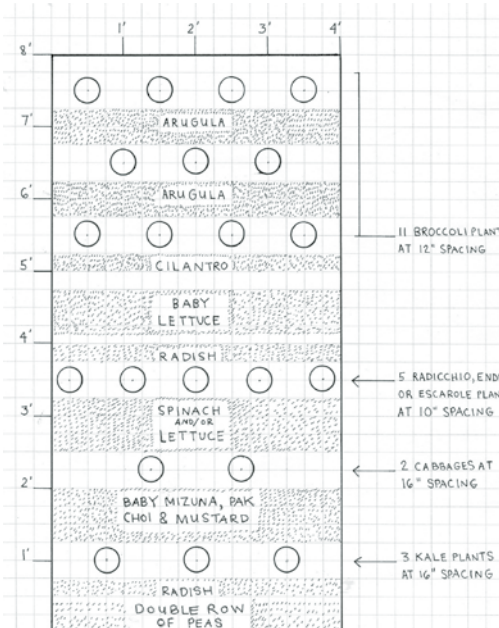 1' 2' 3' 4'
8'
7'
ARUGULA
6'
ARUGULA
11 BROCCOLI PLANT
AT 12" SPACING
5'
CILANTRO
BABY
LETTUCE
4'
RADISH
5 RADICCHIO, ENDI
OR ESCAROLE PLAN
AT 10" SPACING
3'
SPINACH
AND/OR
LETTUCE
2 CABBAGES AT
16" SPACING
2'
BABY MIZUNA, PAK
CHOI & MUSTARD
3 KALE PLANTS
AT 16" SPACING
1'
RADISH
DOUBLE ROW
OF PEAS